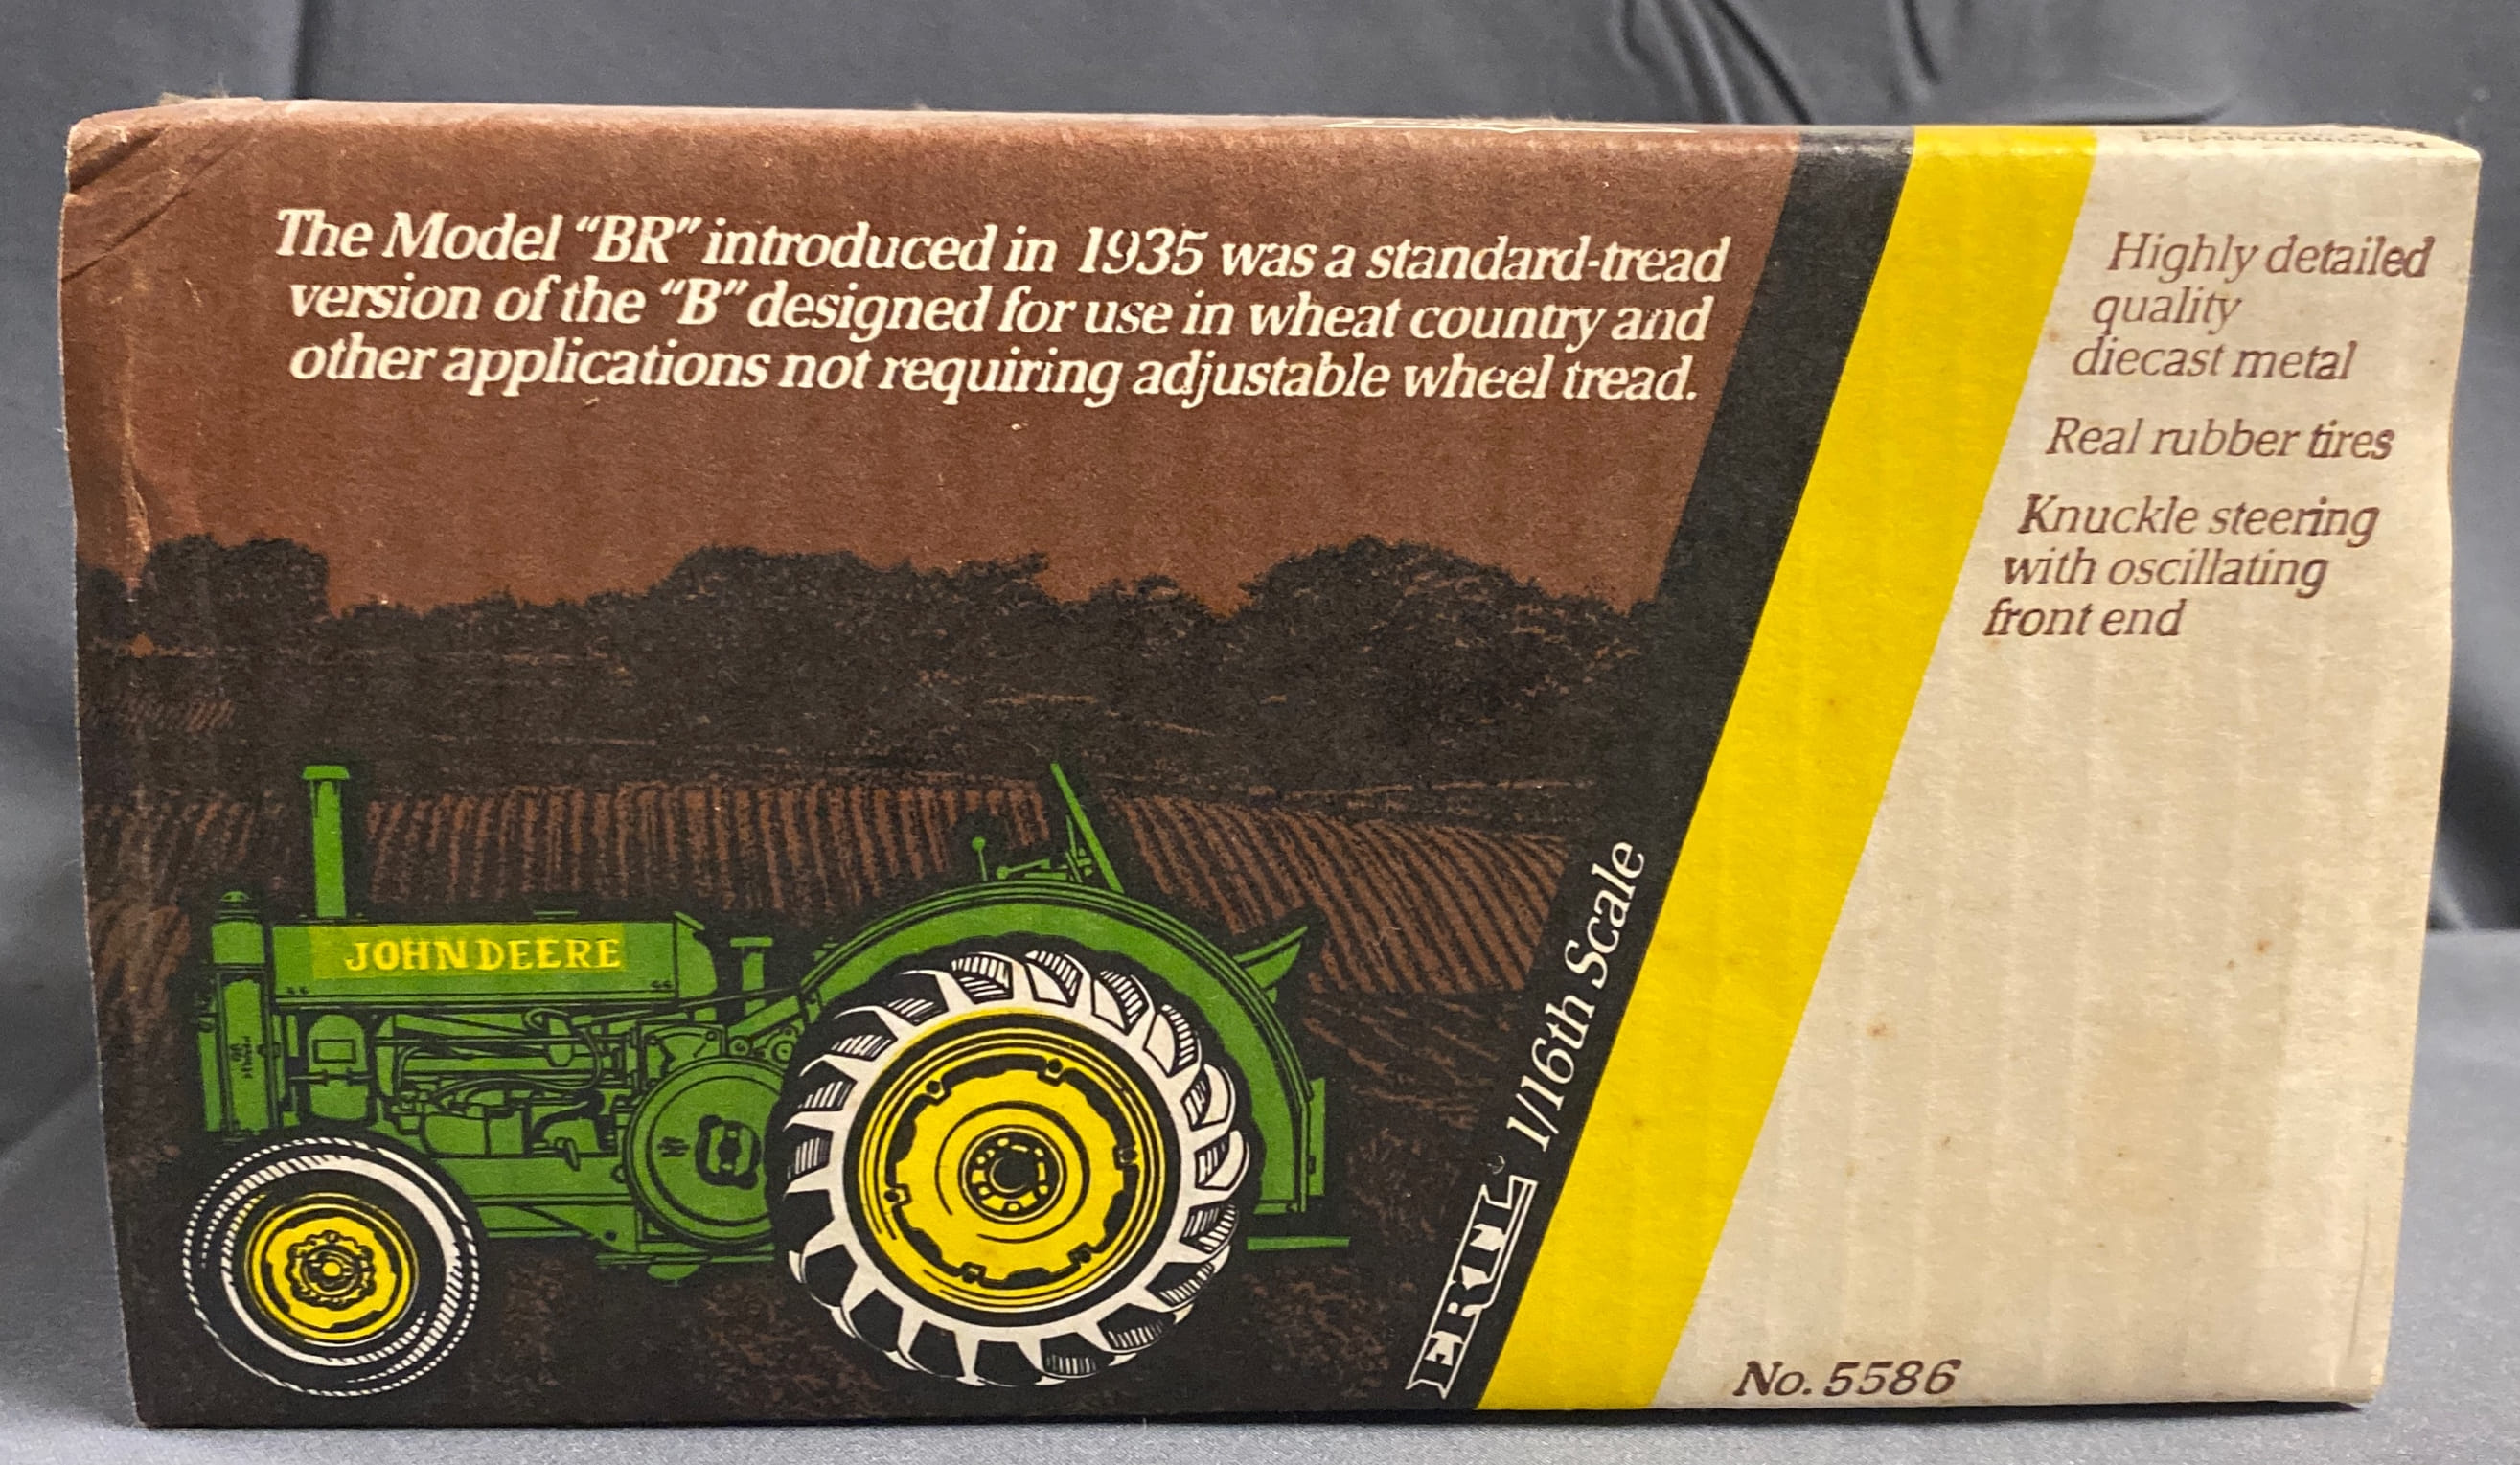 The Model “BR” introduced in 1935 was a standard-tread
version of the “B” designed for use in wheat country and
other applications not requiring adjustable wheel tread.
Highly detailed
quality
diecast metal
Real rubber tires
Knuckle steering
with oscillating
front end
JOHN DEERE
ERTL 1/16th Scale
No. 5586